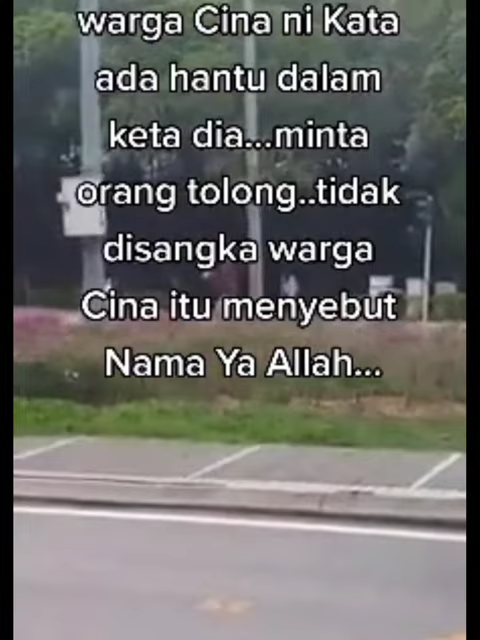 warga Cina ni Kata
ada hantu dalam
keta dia...minta
orang tolong..tidak
disangka warga
Cina itu menyebut
Nama Ya Allah...